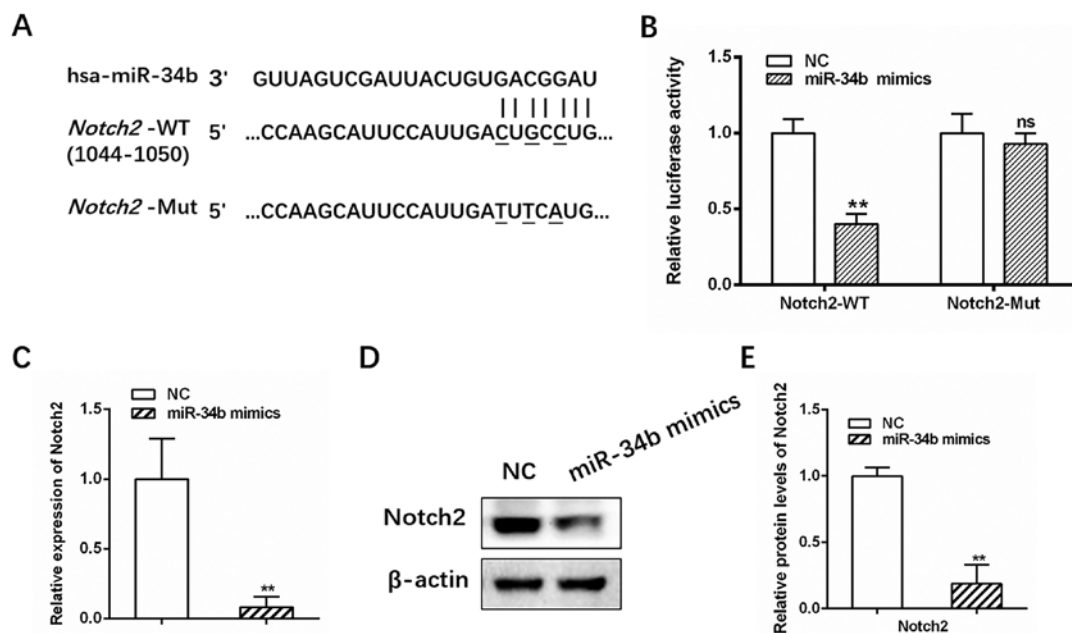 A
hsa-miR-34b 3' GUUAGUCGAUUACUGUGACGGAU
Notch2 -WT 5' ...CCAAGCAUUCCAUUGACUGCCUG...
(1044-1050)
Notch2 -Mut 5' ...CCAAGCAUUCCAUUGATUTCAUG...
B
NC
miR-34b mimics
Relative luciferase activity
1.5
1.0
0.5
0.0
**
ns
Notch2-WT Notch2-Mut
C
NC
miR-34b mimics
Relative expression of Notch2
1.5
1.0
0.5
0.0
**
D
NC miR-34b mimics
Notch2
β-actin
E
NC
miR-34b mimics
Relative protein levels of Notch2
1.5
1.0
0.5
0.0
**
Notch2